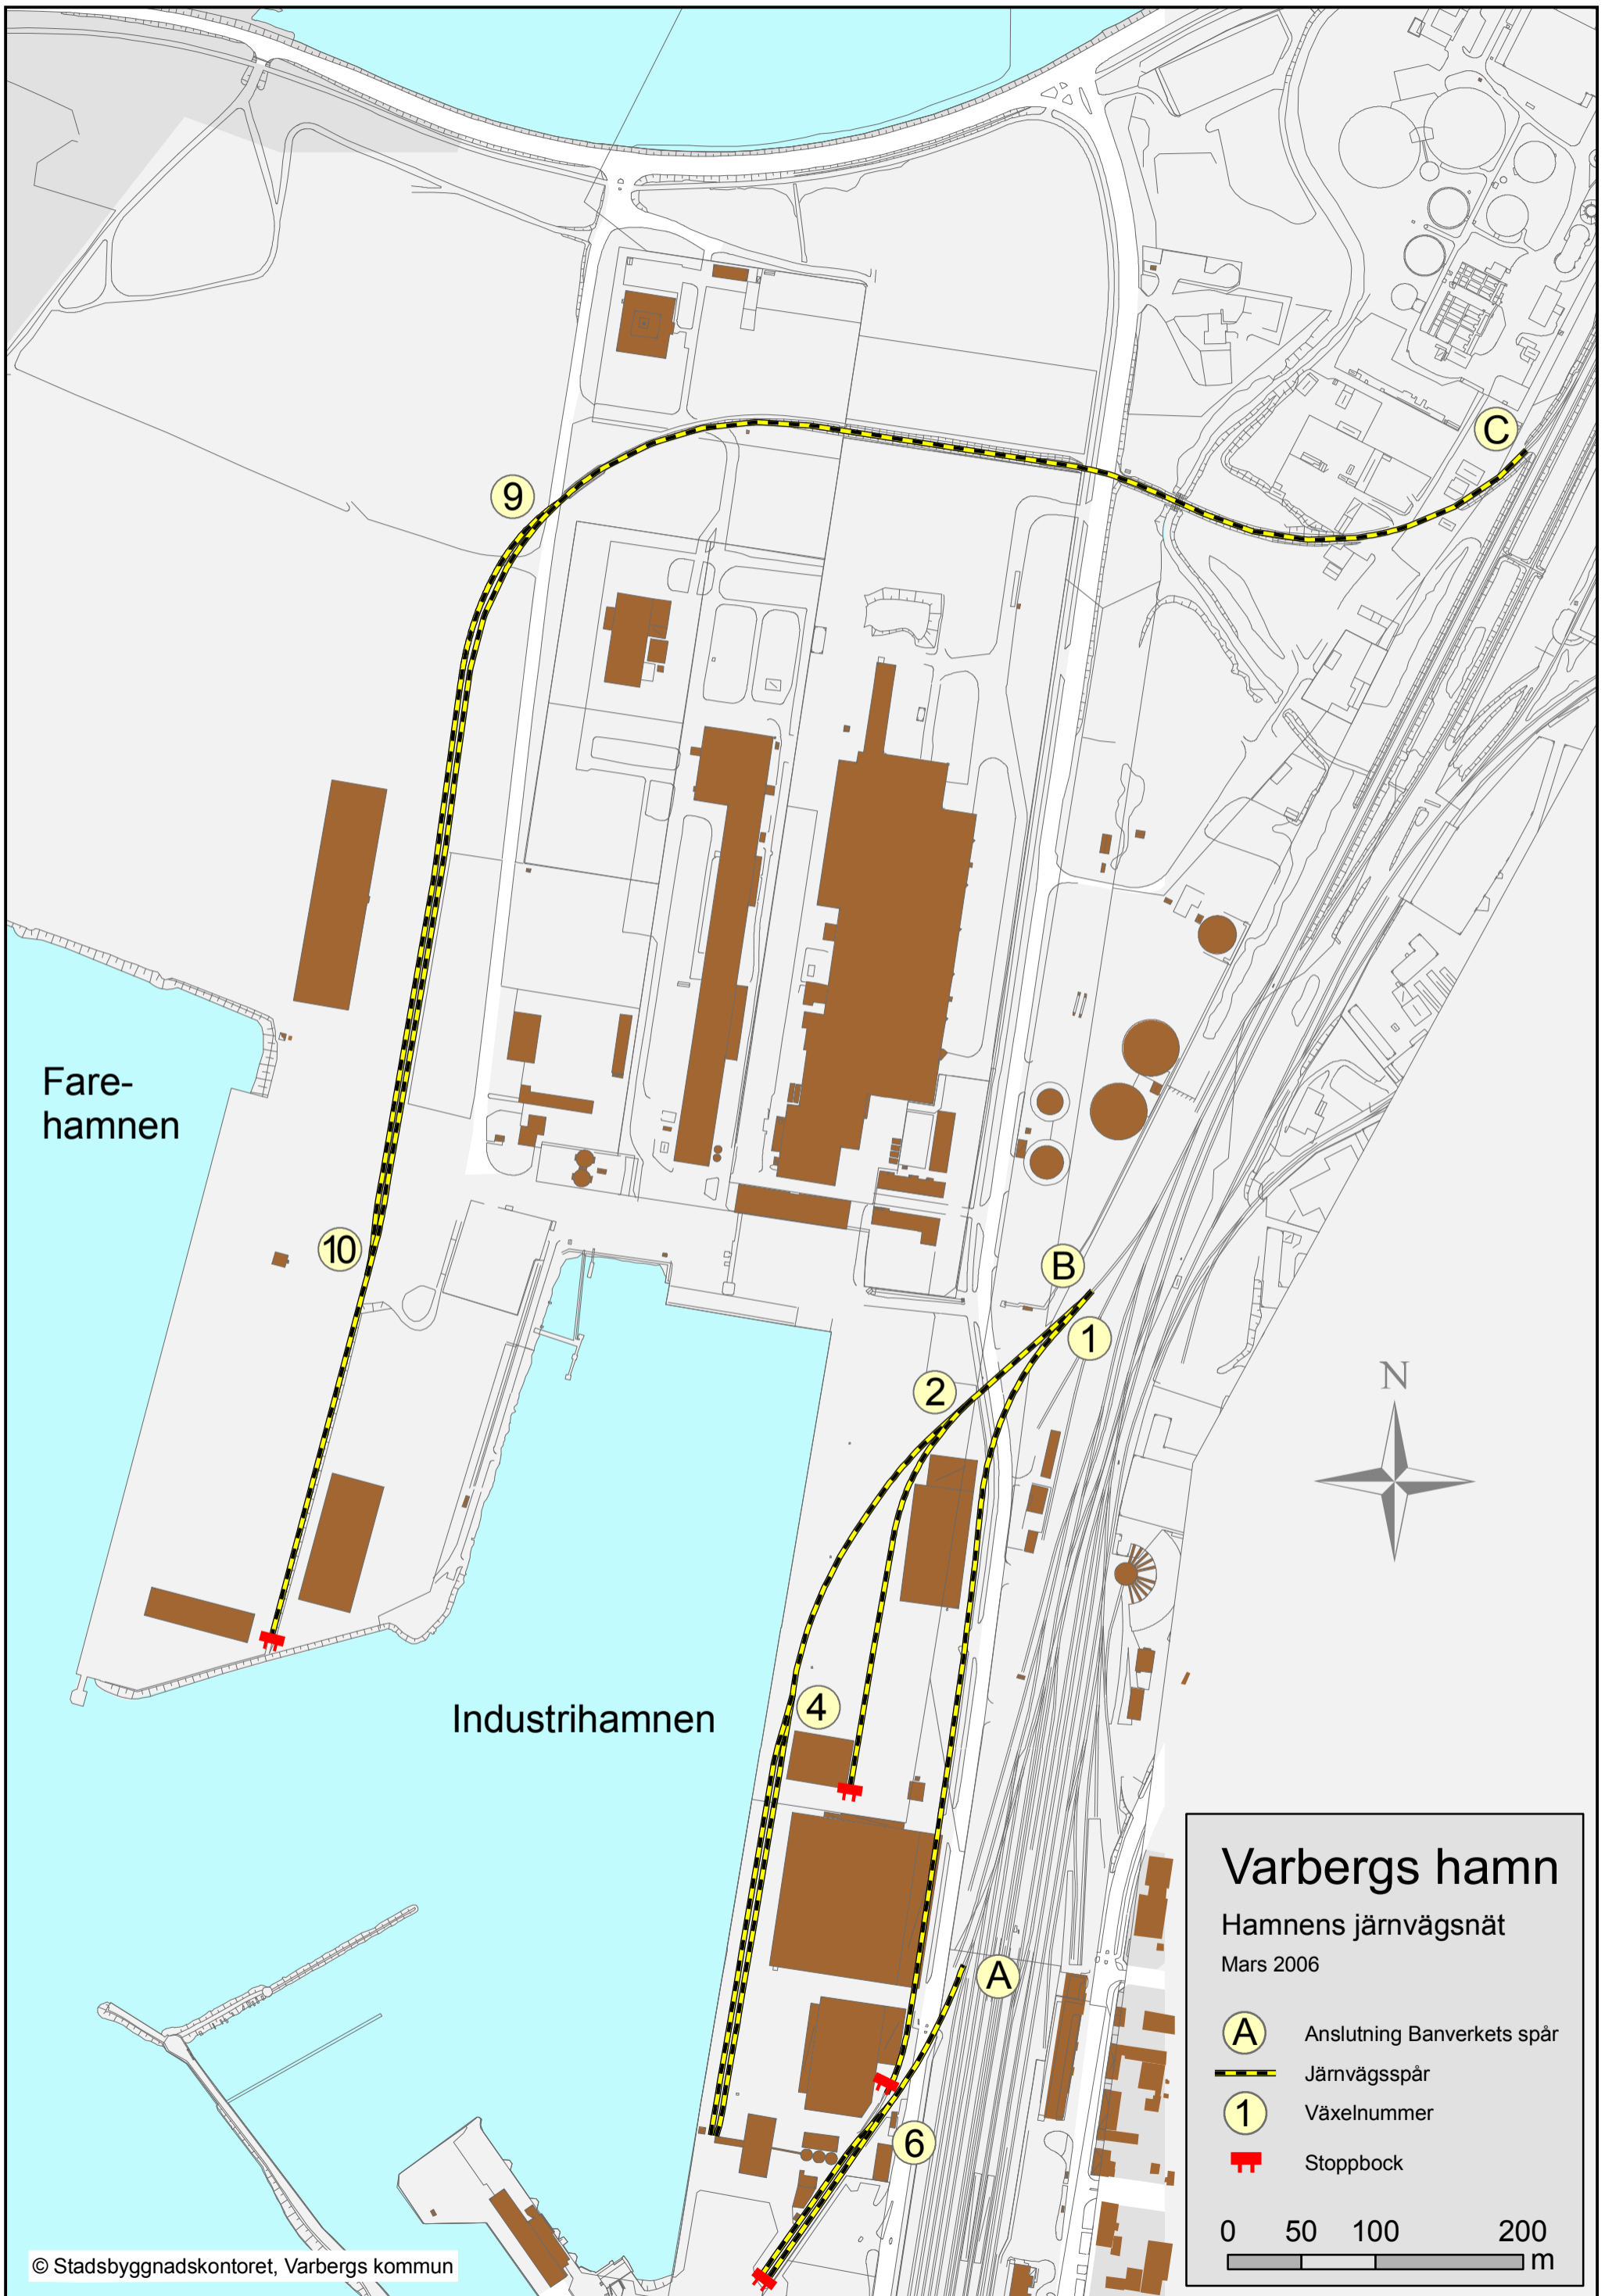 C
9
Fare-
hamnen
10
B
1
2
N
4
Industrihamnen
A
6
Varbergs hamn
Hamnens järnvägsnät
Mars 2006
A Anslutning Banverkets spår
Järnvägsspår
1 Växelnummer
Stoppbock
0 50 100 200
m
© Stadsbyggnadskontoret, Varbergs kommun